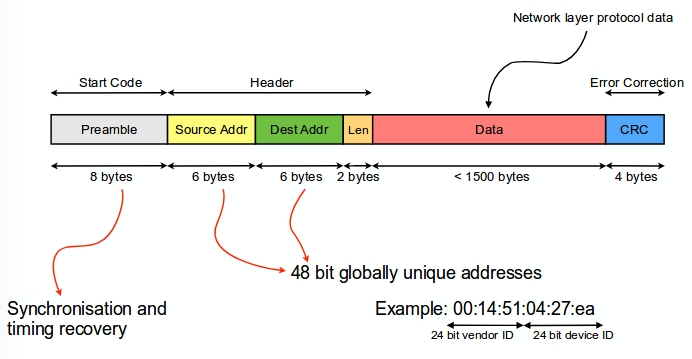 Network layer protocol data
Start Code
Header
Error Correction
Preamble
Source Addr
Dest Addr
Len
Data
CRC
8 bytes
6 bytes
6 bytes
2 bytes
< 1500 bytes
4 bytes
48 bit globally unique addresses
Synchronisation and
timing recovery
Example: 00:14:51:04:27:ea
24 bit vendor ID
24 bit device ID